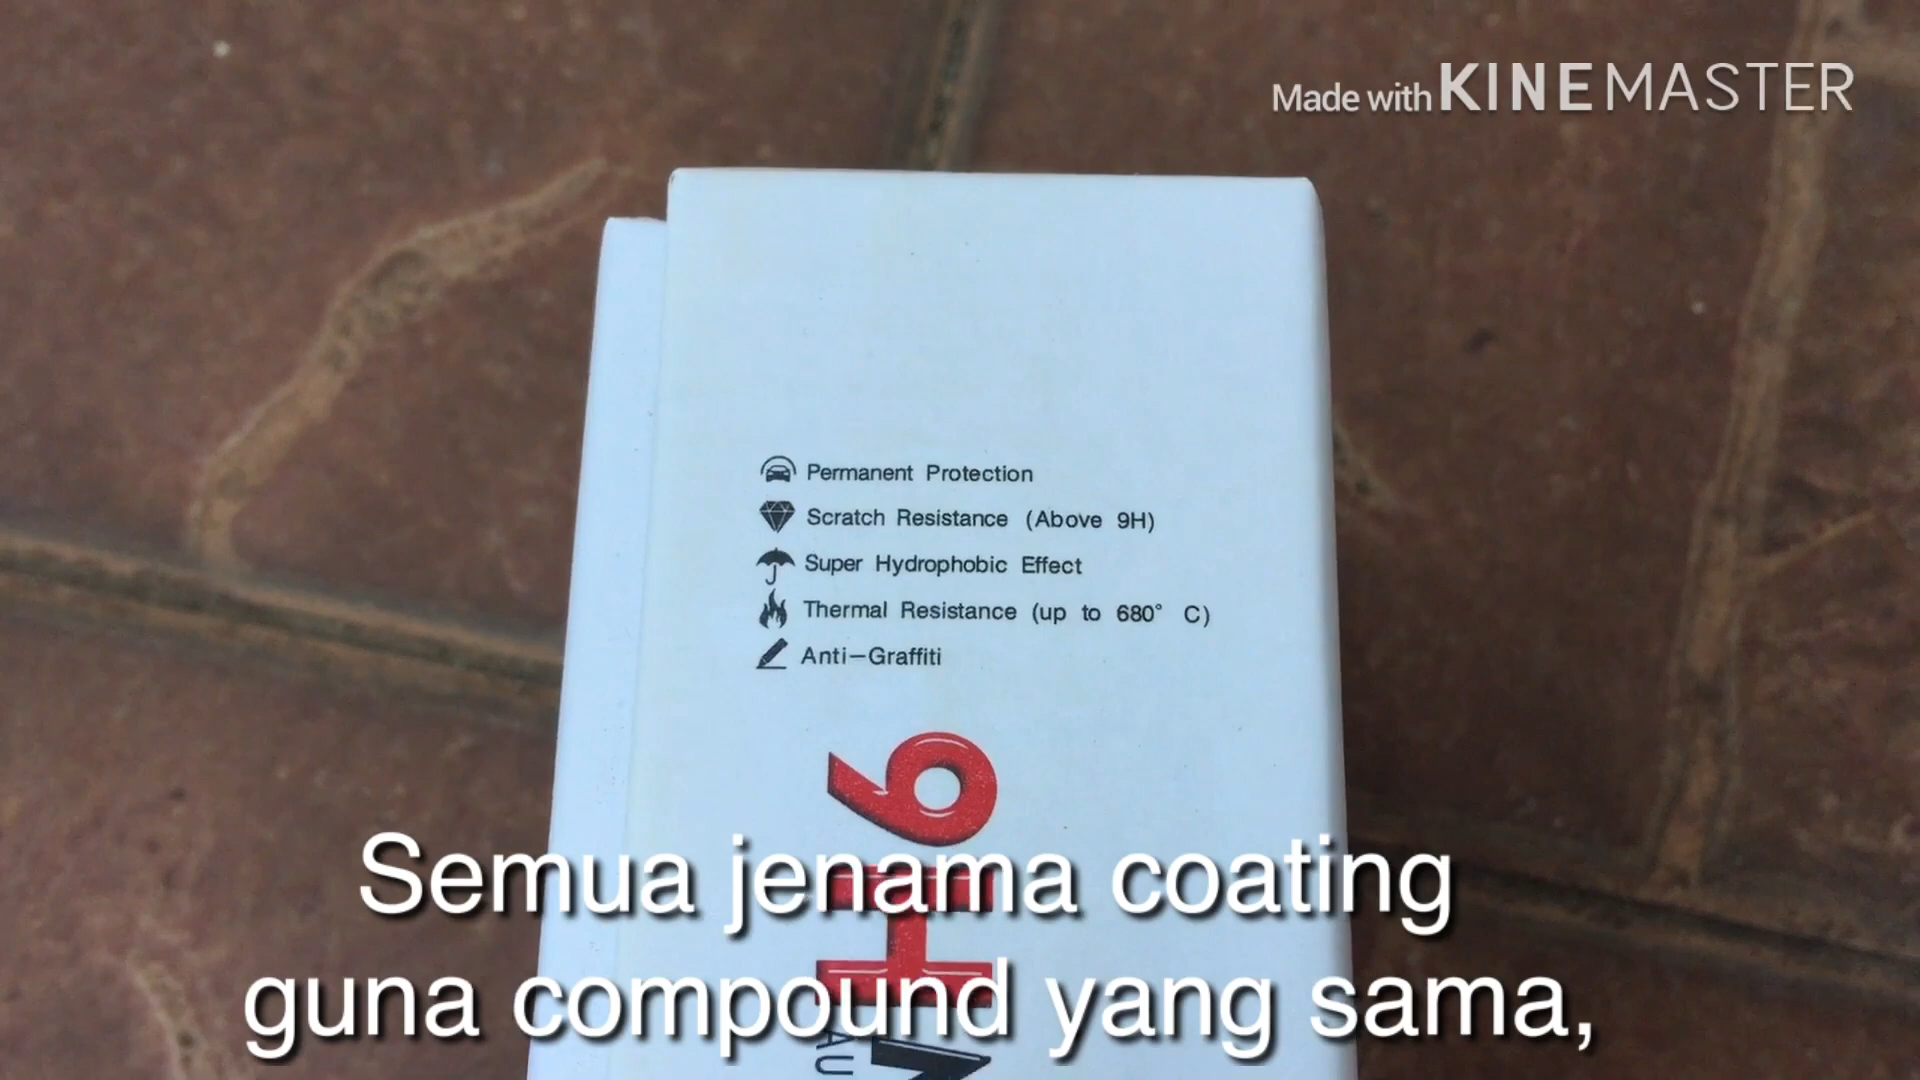 Made with KINEMASTER
Permanent Protection
Scratch Resistance (Above 9H)
Super Hydrophobic Effect
Thermal Resistance (up to 680° C)
Anti-Graffiti
9H
Semua jenama coating
guna compound yang sama,